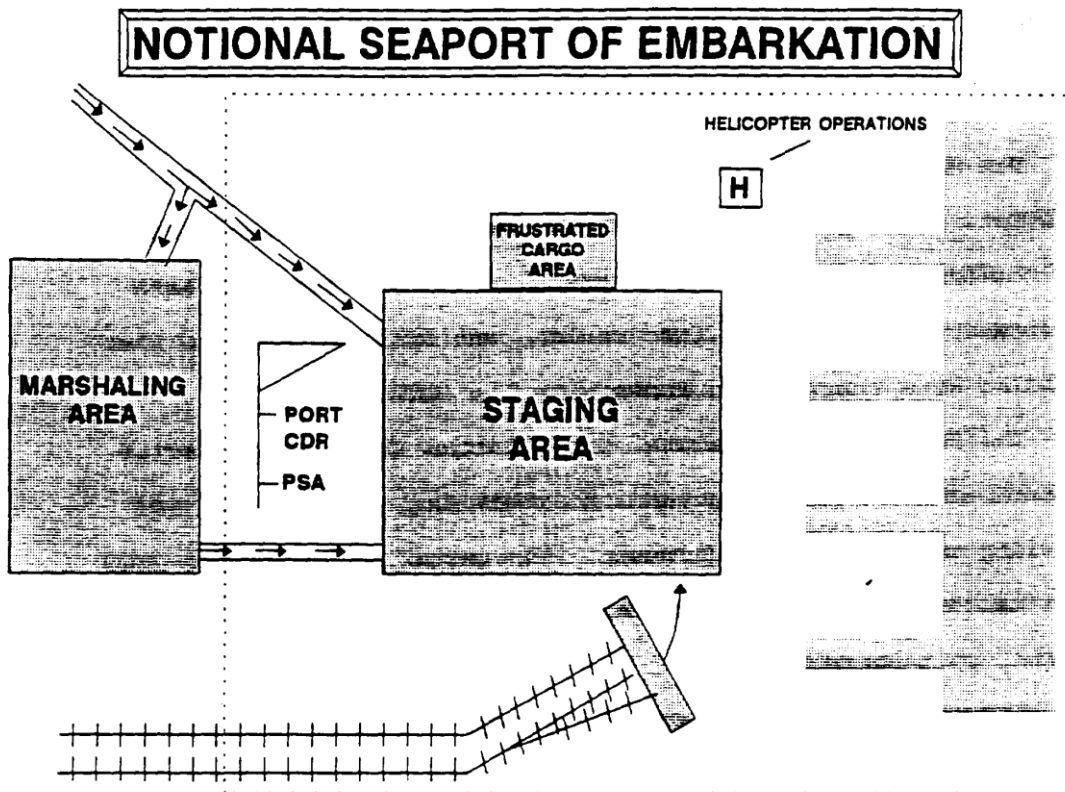 NOTIONAL SEAPORT OF EMBARKATION
HELICOPTER OPERATIONS
H
FRUSTRATED
CARGO
AREA
MARSHALING
AREA
PORT
CDR
PSA
STAGING
AREA